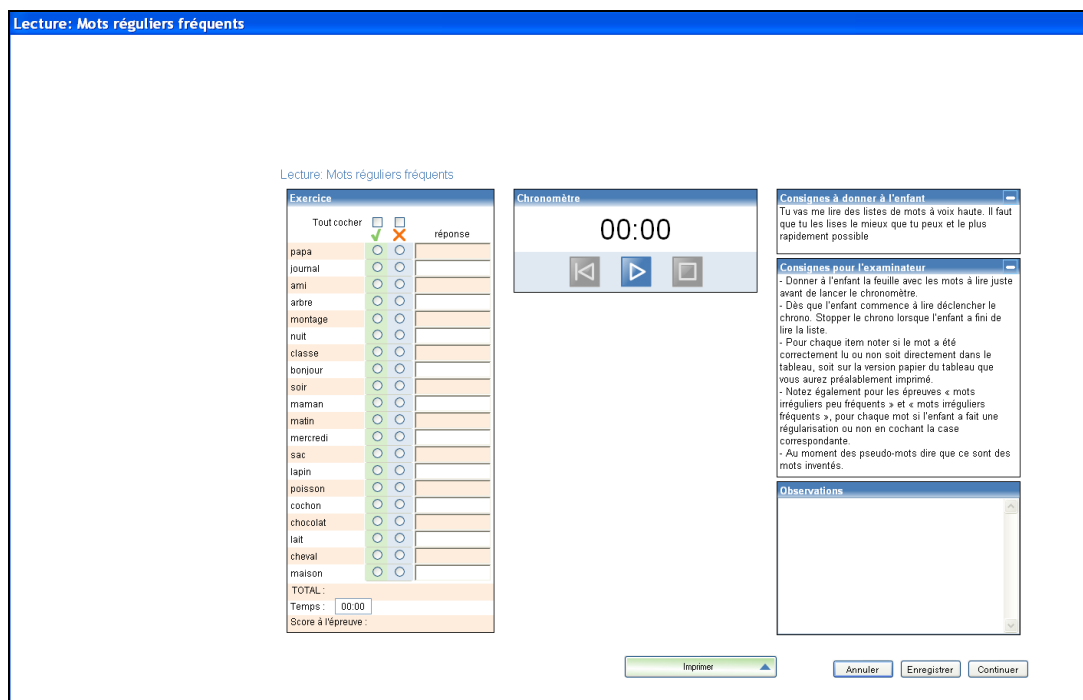 Lecture: Mots réguliers fréquents
Lecture: Mots réguliers fréquents
Exercice
Tout cocher
réponse
papa
journal
ami
arbre
montage
nuit
classe
bonjour
soir
maman
matin
mercredi
sac
lapin
poisson
cochon
chocolat
lait
cheval
maison
TOTAL :
Temps : 00:00
Score à l'épreuve :
Chronomètre
00:00
Consignes à donner à l'enfant
Tu vas me lire des listes de mots à voix haute. Il faut
que tu les lises le mieux que tu peux et le plus
rapidement possible
Consignes pour l'examinateur
- Donner à l'enfant la feuille avec les mots à lire juste
avant de lancer le chronomètre.
- Dès que l'enfant commence à lire déclencher le
chrono. Stopper le chrono lorsque l'enfant a fini de
lire la liste.
- Pour chaque item noter si le mot a été
correctement lu ou non soit directement dans le
tableau, soit sur la version papier du tableau que
vous aurez préalablement imprimé.
- Notez également pour les épreuves « mots
irréguliers peu fréquents » et « mots irréguliers
fréquents », pour chaque mot si l'enfant a fait une
régularisation ou non en cochant la case
correspondante.
- Au moment des pseudo-mots dire que ce sont des
mots inventés.
Observations
Imprimer
Annuler
Enregistrer
Continuer